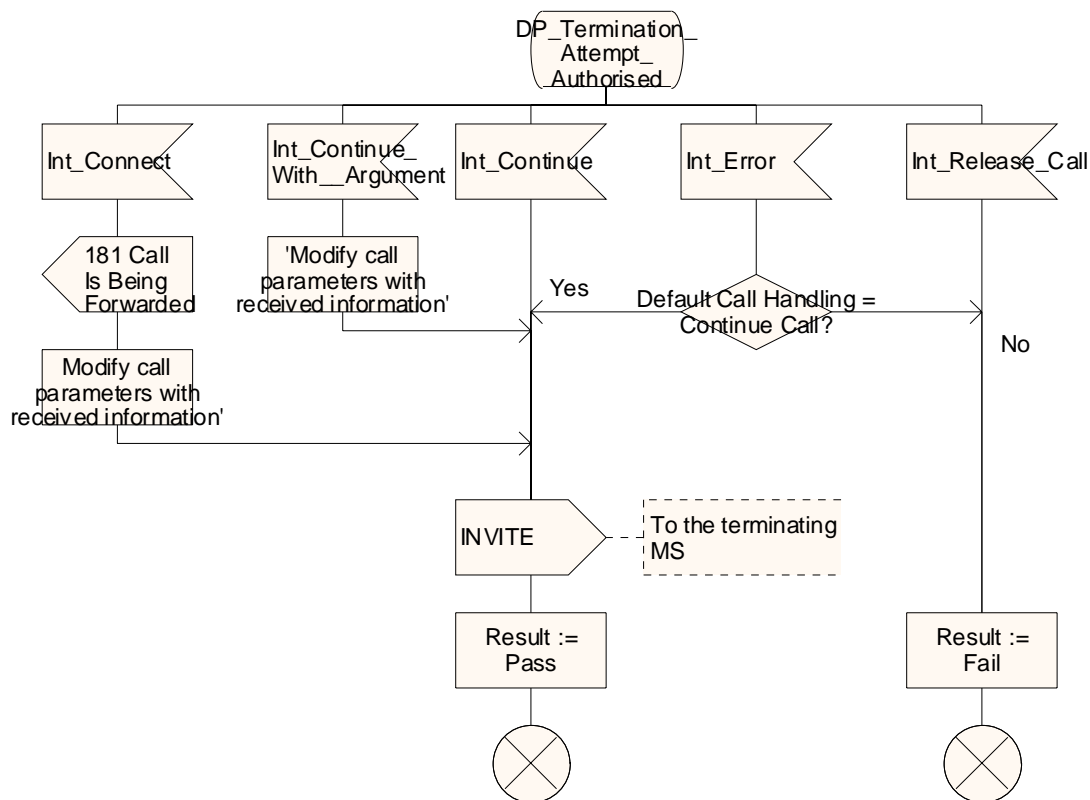 DP_Termination_
Attempt_
Authorised_
Int_Connect
Int_Continue_
With__Argument
Int_Continue
Int_Error
Int_Release_Call
181 Call
Is Being
Forwarded
'Modify call
parameters with
received information'
Yes
Default Call Handling =
Continue Call?
No
Modify call
parameters with
received information'
INVITE
To the terminating
MS
Result :=
Pass
Result :=
Fail